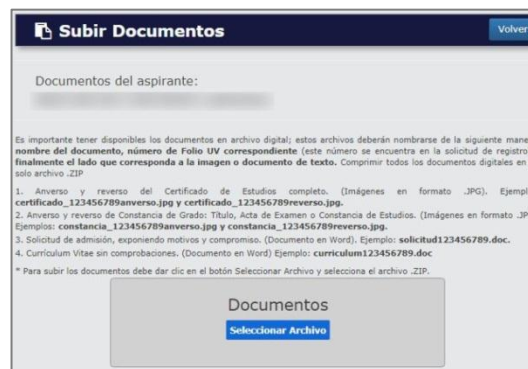 Subir Documentos
Volver
Documentos del aspirante:
Es importante tener disponibles los documentos en archivo digital; estos archivos deberán nombrarse de la siguiente mane
nombre del documento, número de Folio UV correspondiente (este número se encuentra en la solicitud de registro
finalmente el lado que corresponda a la imagen o documento de texto. Comprimir todos los documentos digitales en
solo archivo .ZIP
1. Anverso y reverso del Certificado de Estudios completo. (Imágenes en formato .JPG). Ejempl
certificado_123456789anverso.jpg y certificado_123456789reverso.jpg.
2. Anverso y reverso de Constancia de Grado: Título, Acta de Examen o Constancia de Estudios. (Imágenes en formato .JP
Ejemplos: constancia_123456789anverso.jpg y constancia_123456789reverso.jpg.
3. Solicitud de admisión, exponiendo motivos y compromiso. (Documento en Word). Ejemplo: solicitud123456789.doc.
4. Currículum Vitae sin comprobaciones. (Documento en Word) Ejemplo: curriculum123456789.doc
* Para subir los documentos debe dar clic en el botón Seleccionar Archivo y selecciona el archivo .ZIP.
Documentos
Seleccionar Archivo